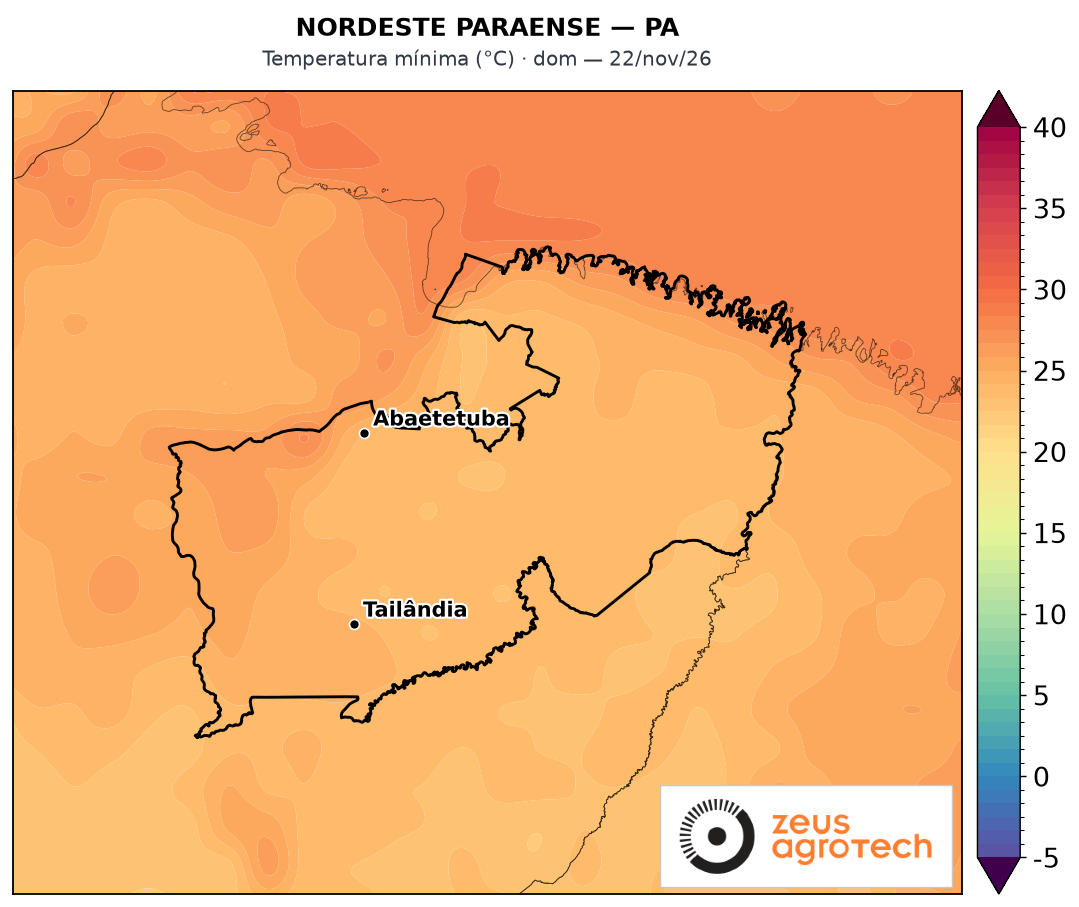 NORDESTE PARAENSE — PA
Temperatura mínima (°C) · dom — 22/nov/26
40
35
30
25
20
15
10
5
0
-5
Abaetetuba
Tailândia
zeus
agrotech